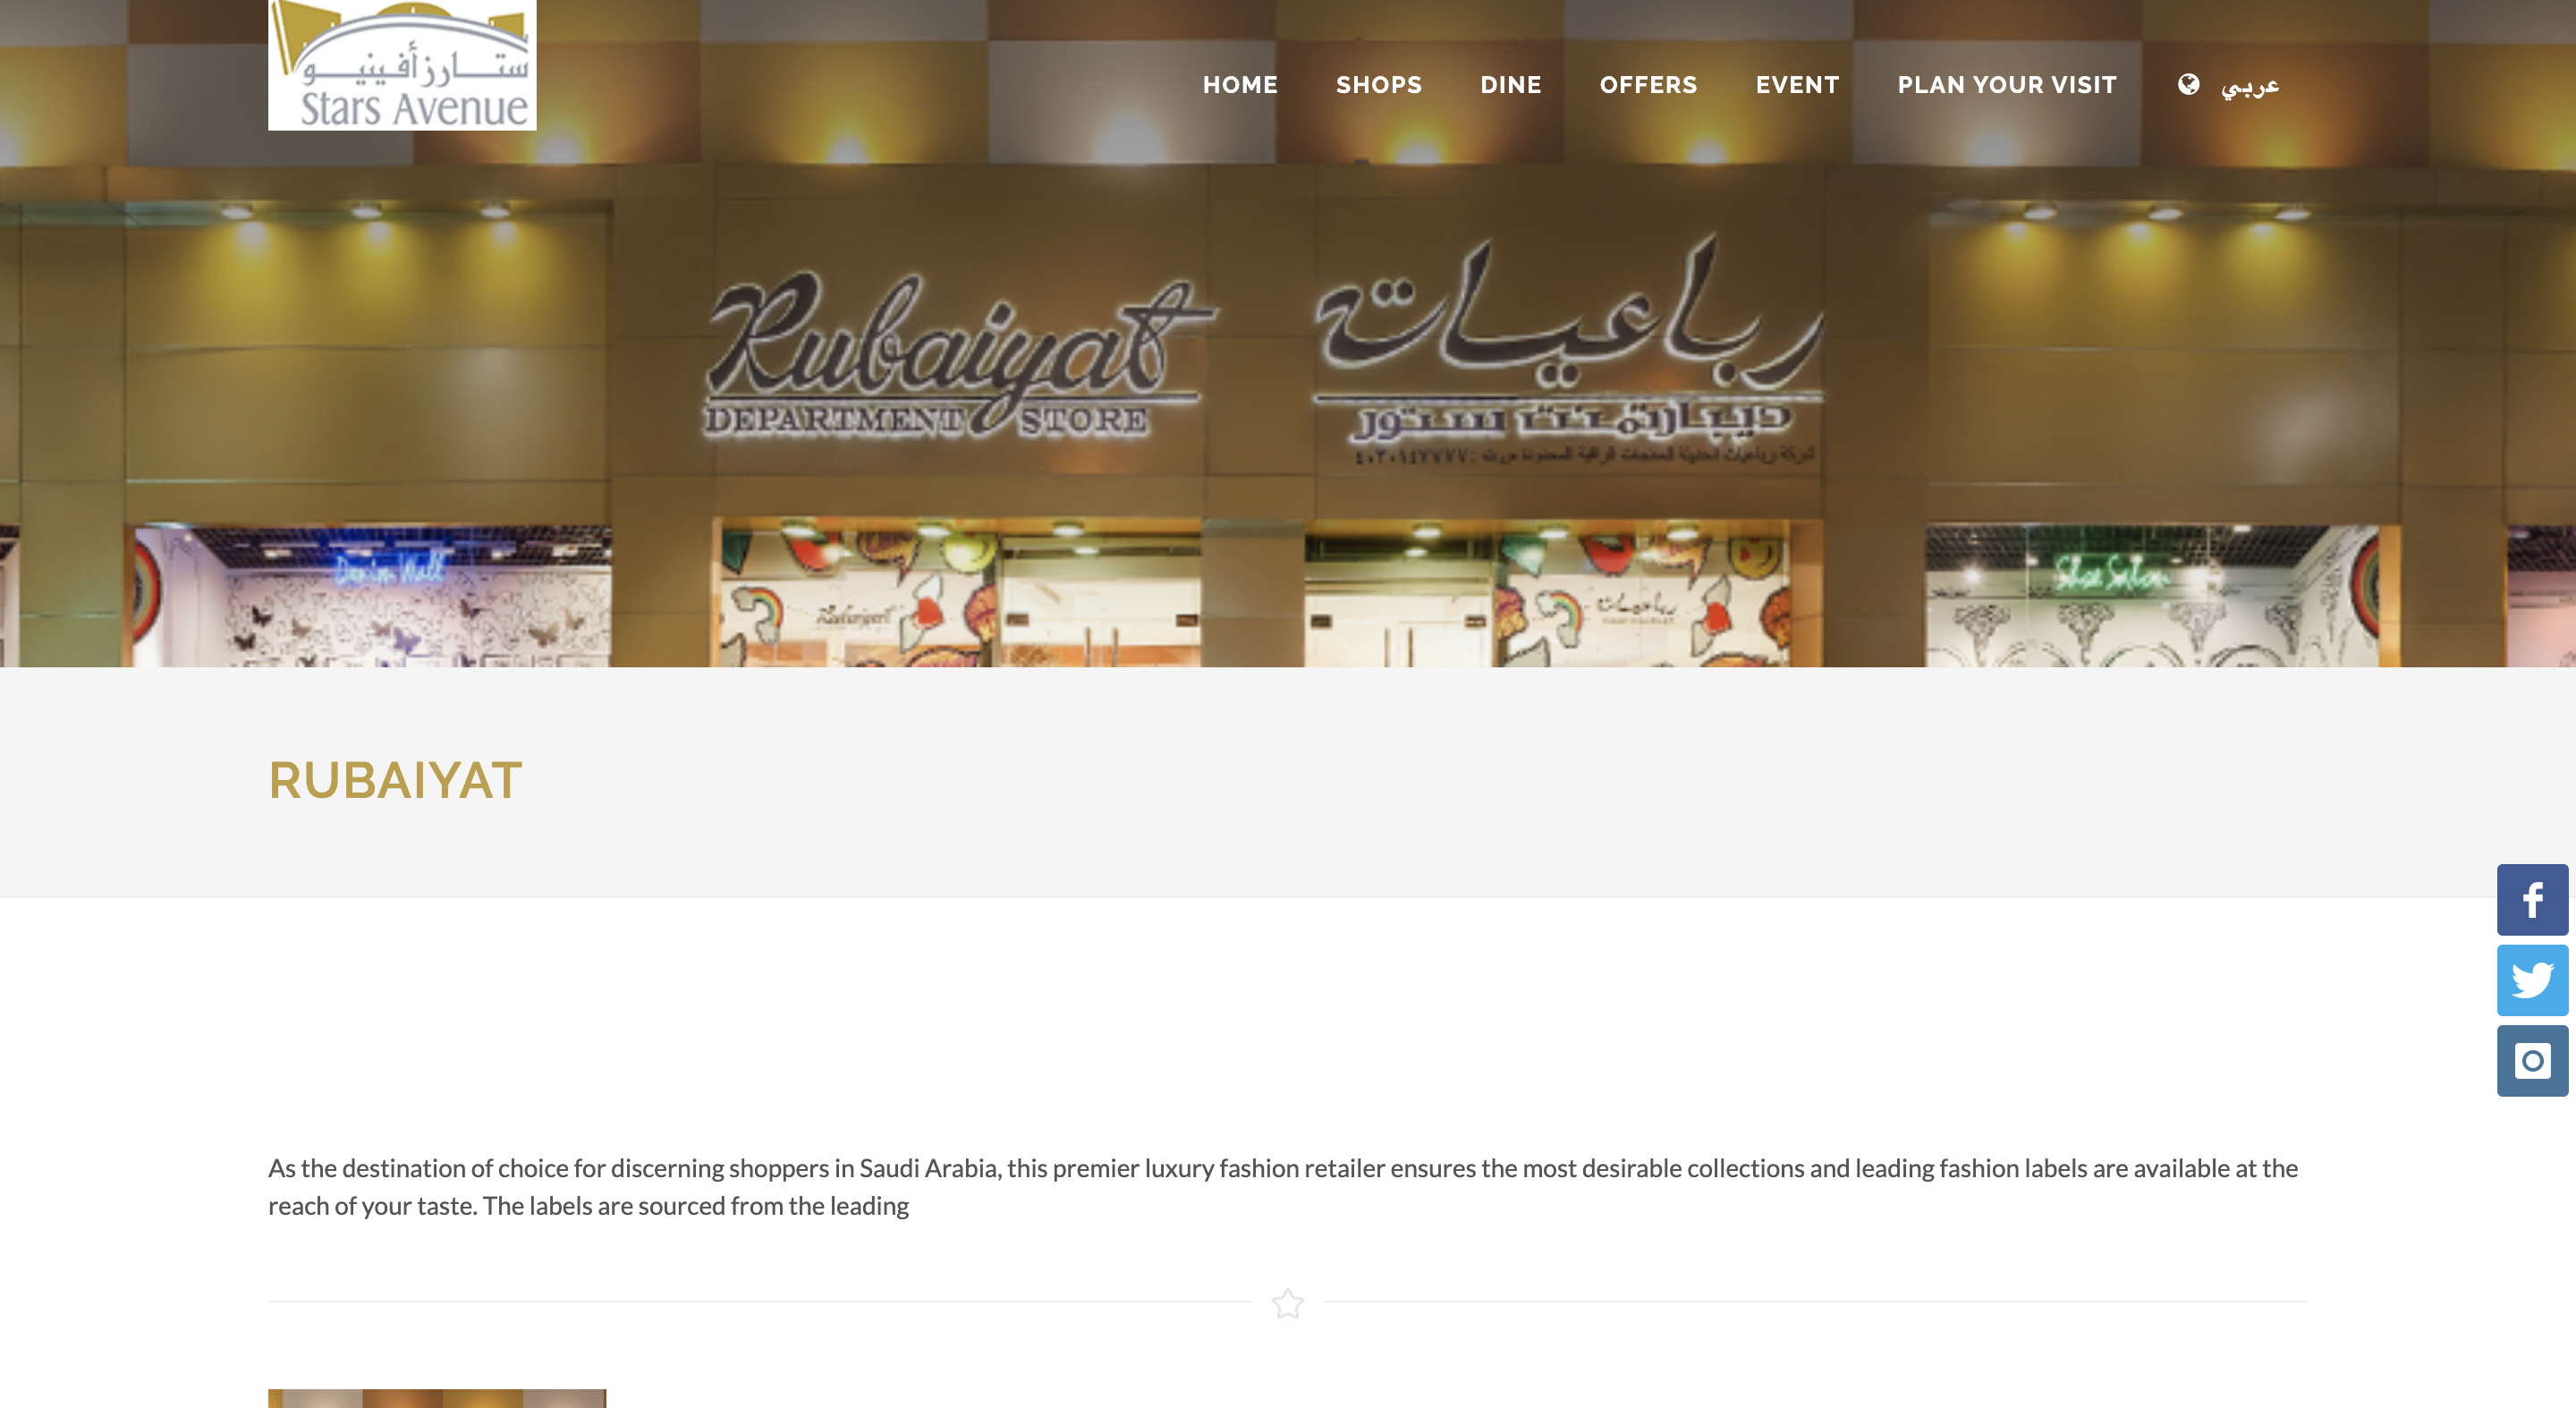 ستارز أفينيو
Stars Avenue
HOME SHOPS DINE OFFERS EVENT PLAN YOUR VISIT عربي
Rubaiyat رباعيات
DEPARTMENT STORE ديبارتمنت ستور
Denim Wall
Shoe Salon
Rubaiyat رباعيات
RUBAIYAT
As the destination of choice for discerning shoppers in Saudi Arabia, this premier luxury fashion retailer ensures the most desirable collections and leading fashion labels are available at the
reach of your taste. The labels are sourced from the leading